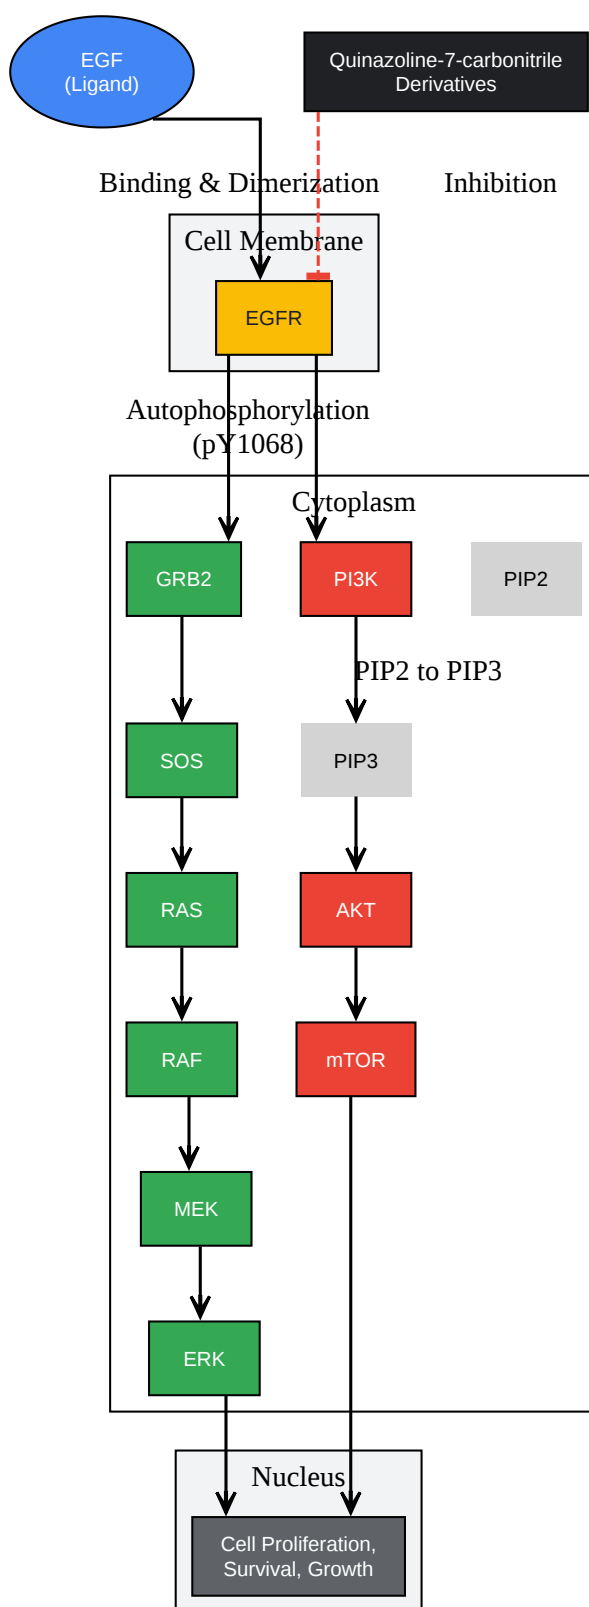 EGF
(Ligand)
Quinazoline-7-carbonitrile
Derivatives
Binding & Dimerization
Inhibition
Cell Membrane
EGFR
Autophosphorylation
(pY1068)
Cytoplasm
GRB2
PI3K
PIP2
PIP2 to PIP3
SOS
PIP3
RAS
AKT
RAF
mTOR
MEK
ERK
Nucleus
Cell Proliferation,
Survival, Growth